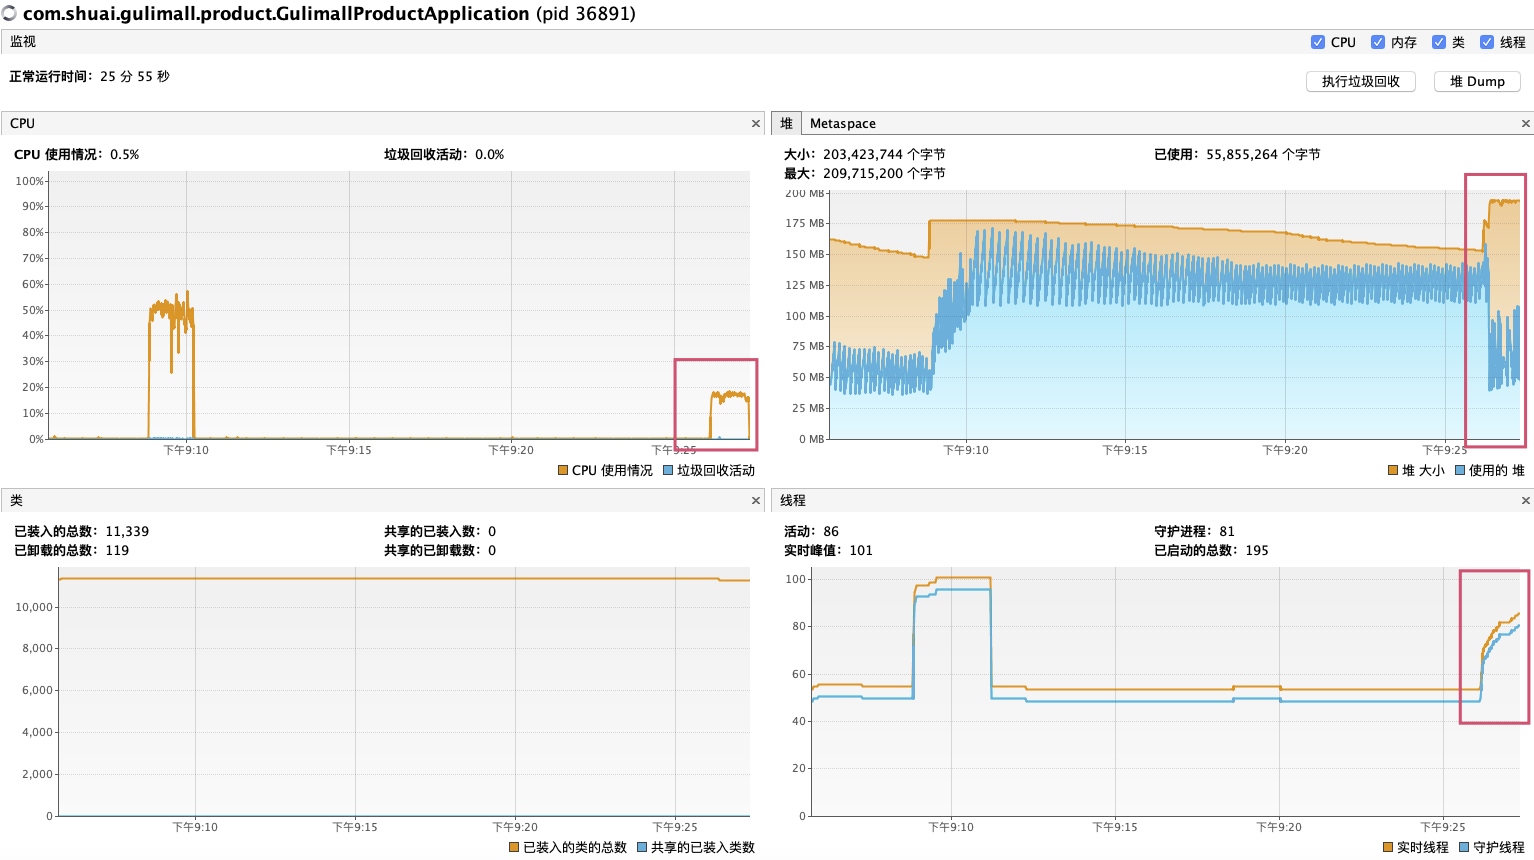 com.shuai.gulimall.product.GulimallProductApplication (pid 36891)
监视
CPU 内存 类 线程
正常运行时间: 25 分 55 秒
执行垃圾回收 堆 Dump
CPU ×
CPU 使用情况: 0.5% 垃圾回收活动: 0.0%
100%
90%
80%
70%
60%
50%
40%
30%
20%
10%
0%
下午9:10 下午9:15 下午9:20 下午9:25
CPU 使用情况 垃圾回收活动
堆 Metaspace ×
大小: 203,423,744 个字节 已使用: 55,855,264 个字节
最大: 209,715,200 个字节
200 MB
175 MB
150 MB
125 MB
100 MB
75 MB
50 MB
25 MB
0 MB
下午9:10 下午9:15 下午9:20 下午9:25
堆 大小 使用的 堆
类 ×
已装入的总数: 11,339 共享的已装入数: 0
已卸载的总数: 119 共享的已卸载数: 0
10,000
8,000
6,000
4,000
2,000
0
下午9:10 下午9:15 下午9:20 下午9:25
已装入的类的总数 共享的已装入类数
线程 ×
活动: 86 守护进程: 81
实时峰值: 101 已启动的总数: 195
100
80
60
40
20
0
下午9:10 下午9:15 下午9:20 下午9:25
实时线程 守护线程